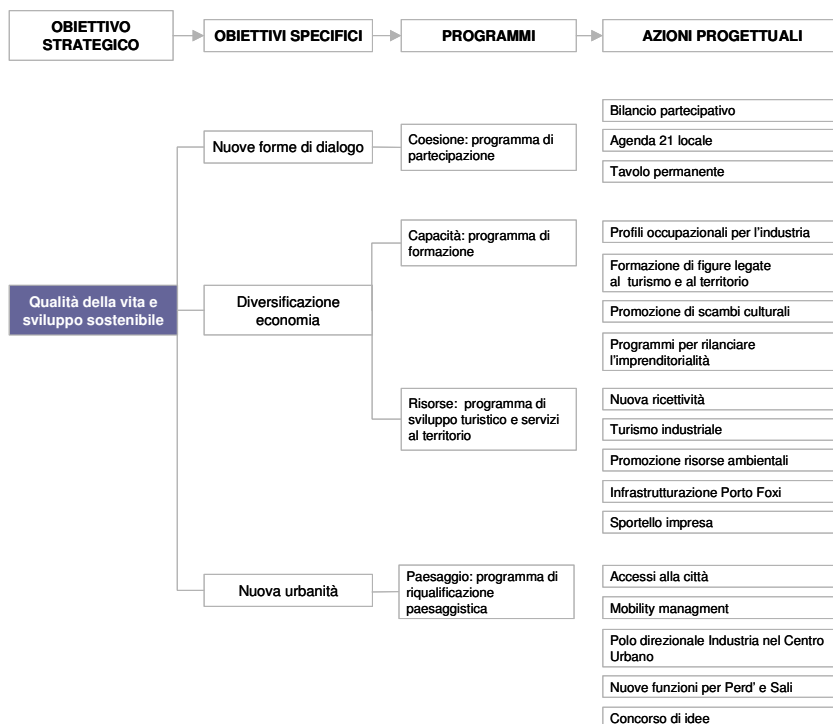 OBIETTIVO
STRATEGICO
OBIETTIVI SPECIFICI
PROGRAMMI
AZIONI PROGETTUALI
Qualità della vita e
sviluppo sostenibile
Nuove forme di dialogo
Coesione: programma di
partecipazione
Bilancio partecipativo
Agenda 21 locale
Tavolo permanente
Diversificazione
economia
Capacità: programma di
formazione
Profili occupazionali per l'industria
Formazione di figure legate
al turismo e al territorio
Promozione di scambi culturali
Programmi per rilanciare
l'imprenditorialità
Risorse: programma di
sviluppo turistico e servizi
al territorio
Nuova ricettività
Turismo industriale
Promozione risorse ambientali
Infrastrutturazione Porto Foxi
Sportello impresa
Nuova urbanità
Paesaggio: programma di
riqualificazione
paesaggistica
Accessi alla città
Mobility managment
Polo direzionale Industria nel Centro
Urbano
Nuove funzioni per Perd' e Sali
Concorso di idee